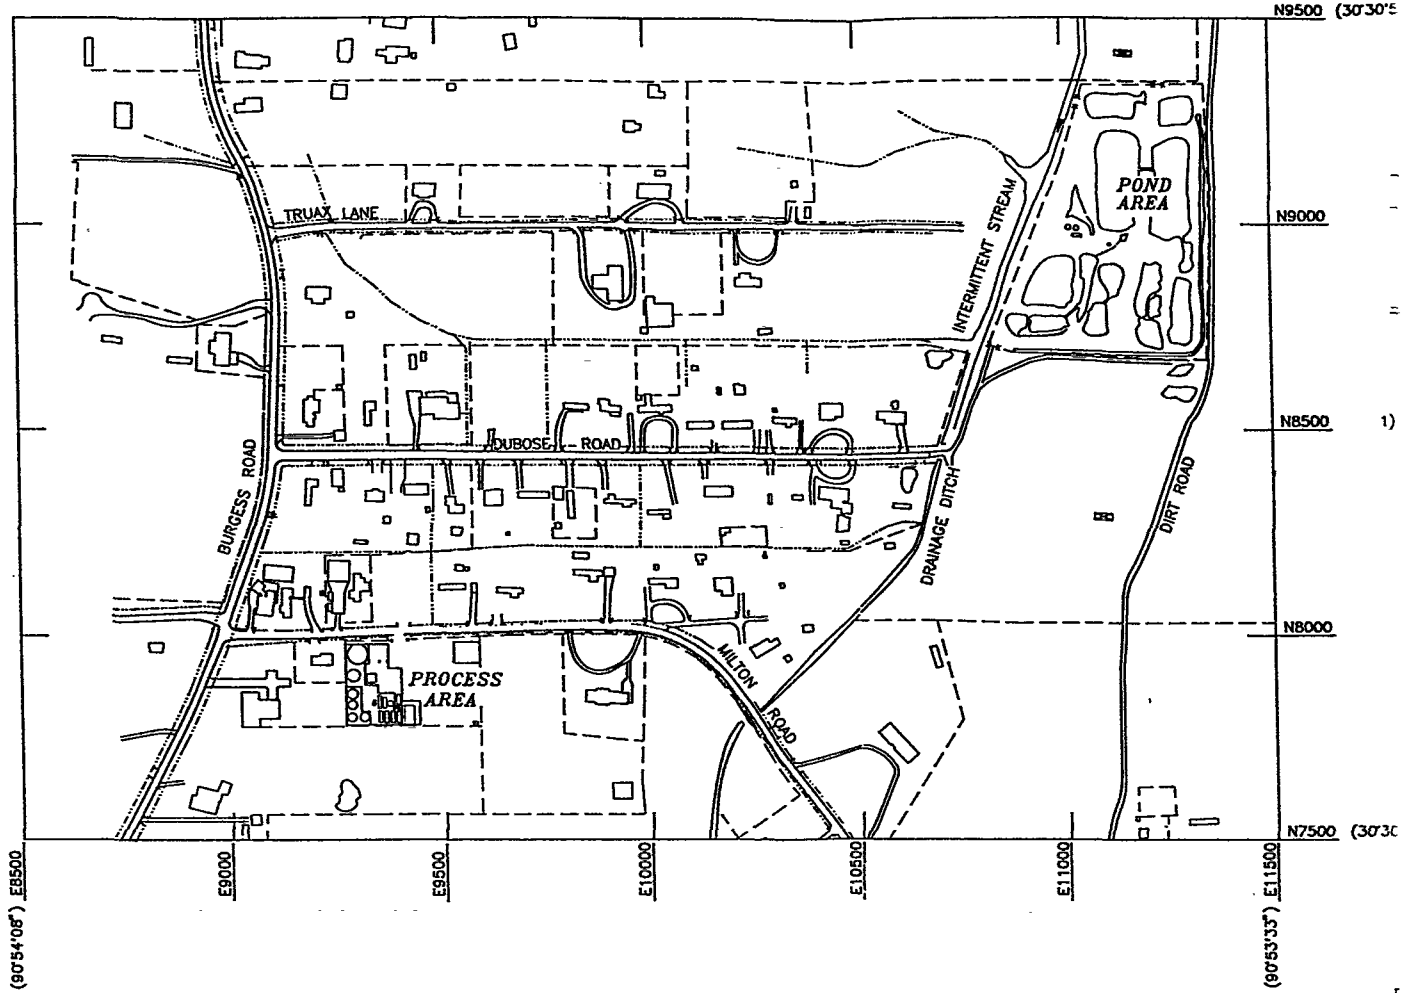 N9500 (30°30'5
TRUAX LANE
POND
AREA
INTERMITTENT STREAM
N9000
N8500
1)
DUBOSE ROAD
BURGESS ROAD
DRAINAGE DITCH
DIRT ROAD
N8000
MILTON ROAD
PROCESS
AREA
N7500 (30°30
(90°54'08") E8500
E9000
E9500
E10000
E10500
E11000
(90°53'33") E11500